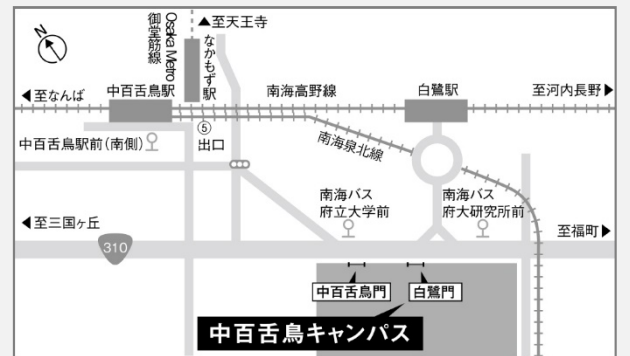 ▲至天王寺
Osaka Metro
御堂筋線
なかもず駅
N
◀至なんば
中百舌鳥駅
南海高野線
白鷺駅
至河内長野▶
⑤
出口
中百舌鳥駅前(南側)
南海泉北線
南海バス
府立大学前
南海バス
府大研究所前
◀至三国ヶ丘
310
至福町▶
中百舌鳥門
白鷺門
中百舌鳥キャンパス